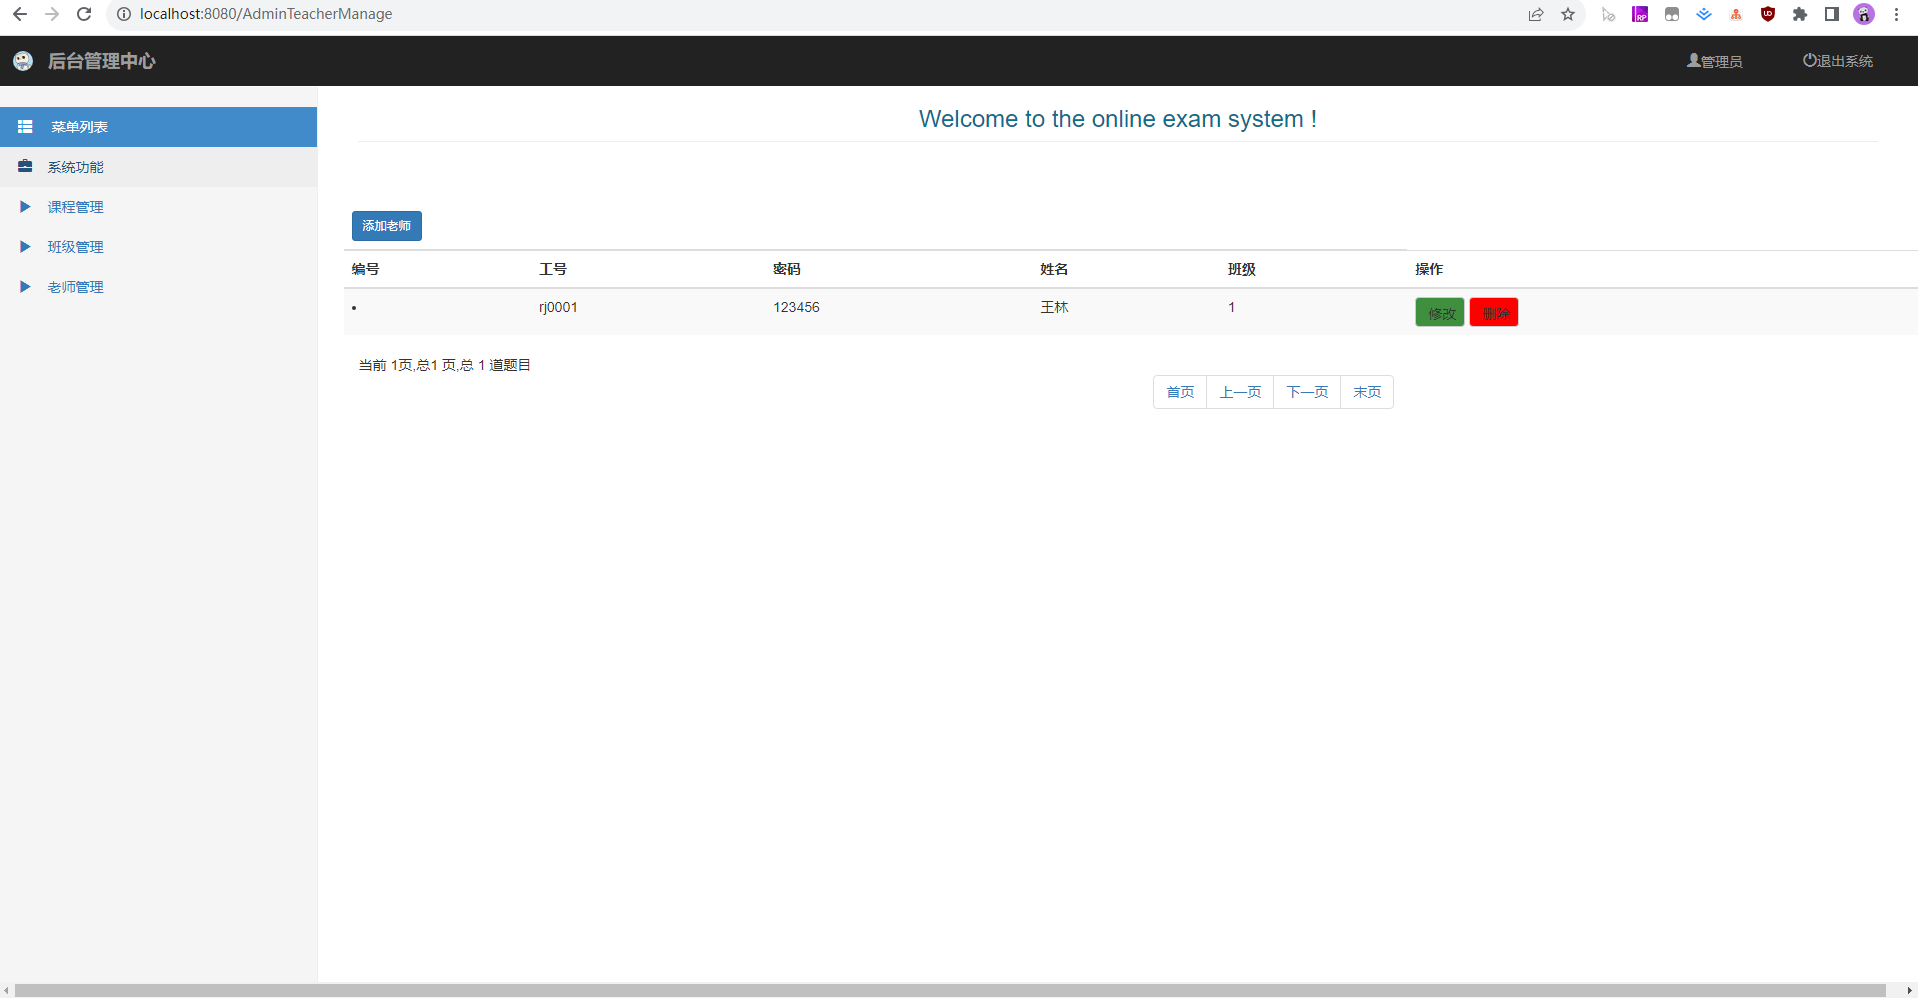 localhost:8080/AdminTeacherManage
后台管理中心 管理员 退出系统
菜单列表
系统功能
课程管理
班级管理
老师管理
Welcome to the online exam system !
添加老师
编号 工号 密码 姓名 班级 操作
rj0001 123456 王林 1 修改 删除
当前 1页,总1 页,总 1 道题目
首页 上一页 下一页 末页